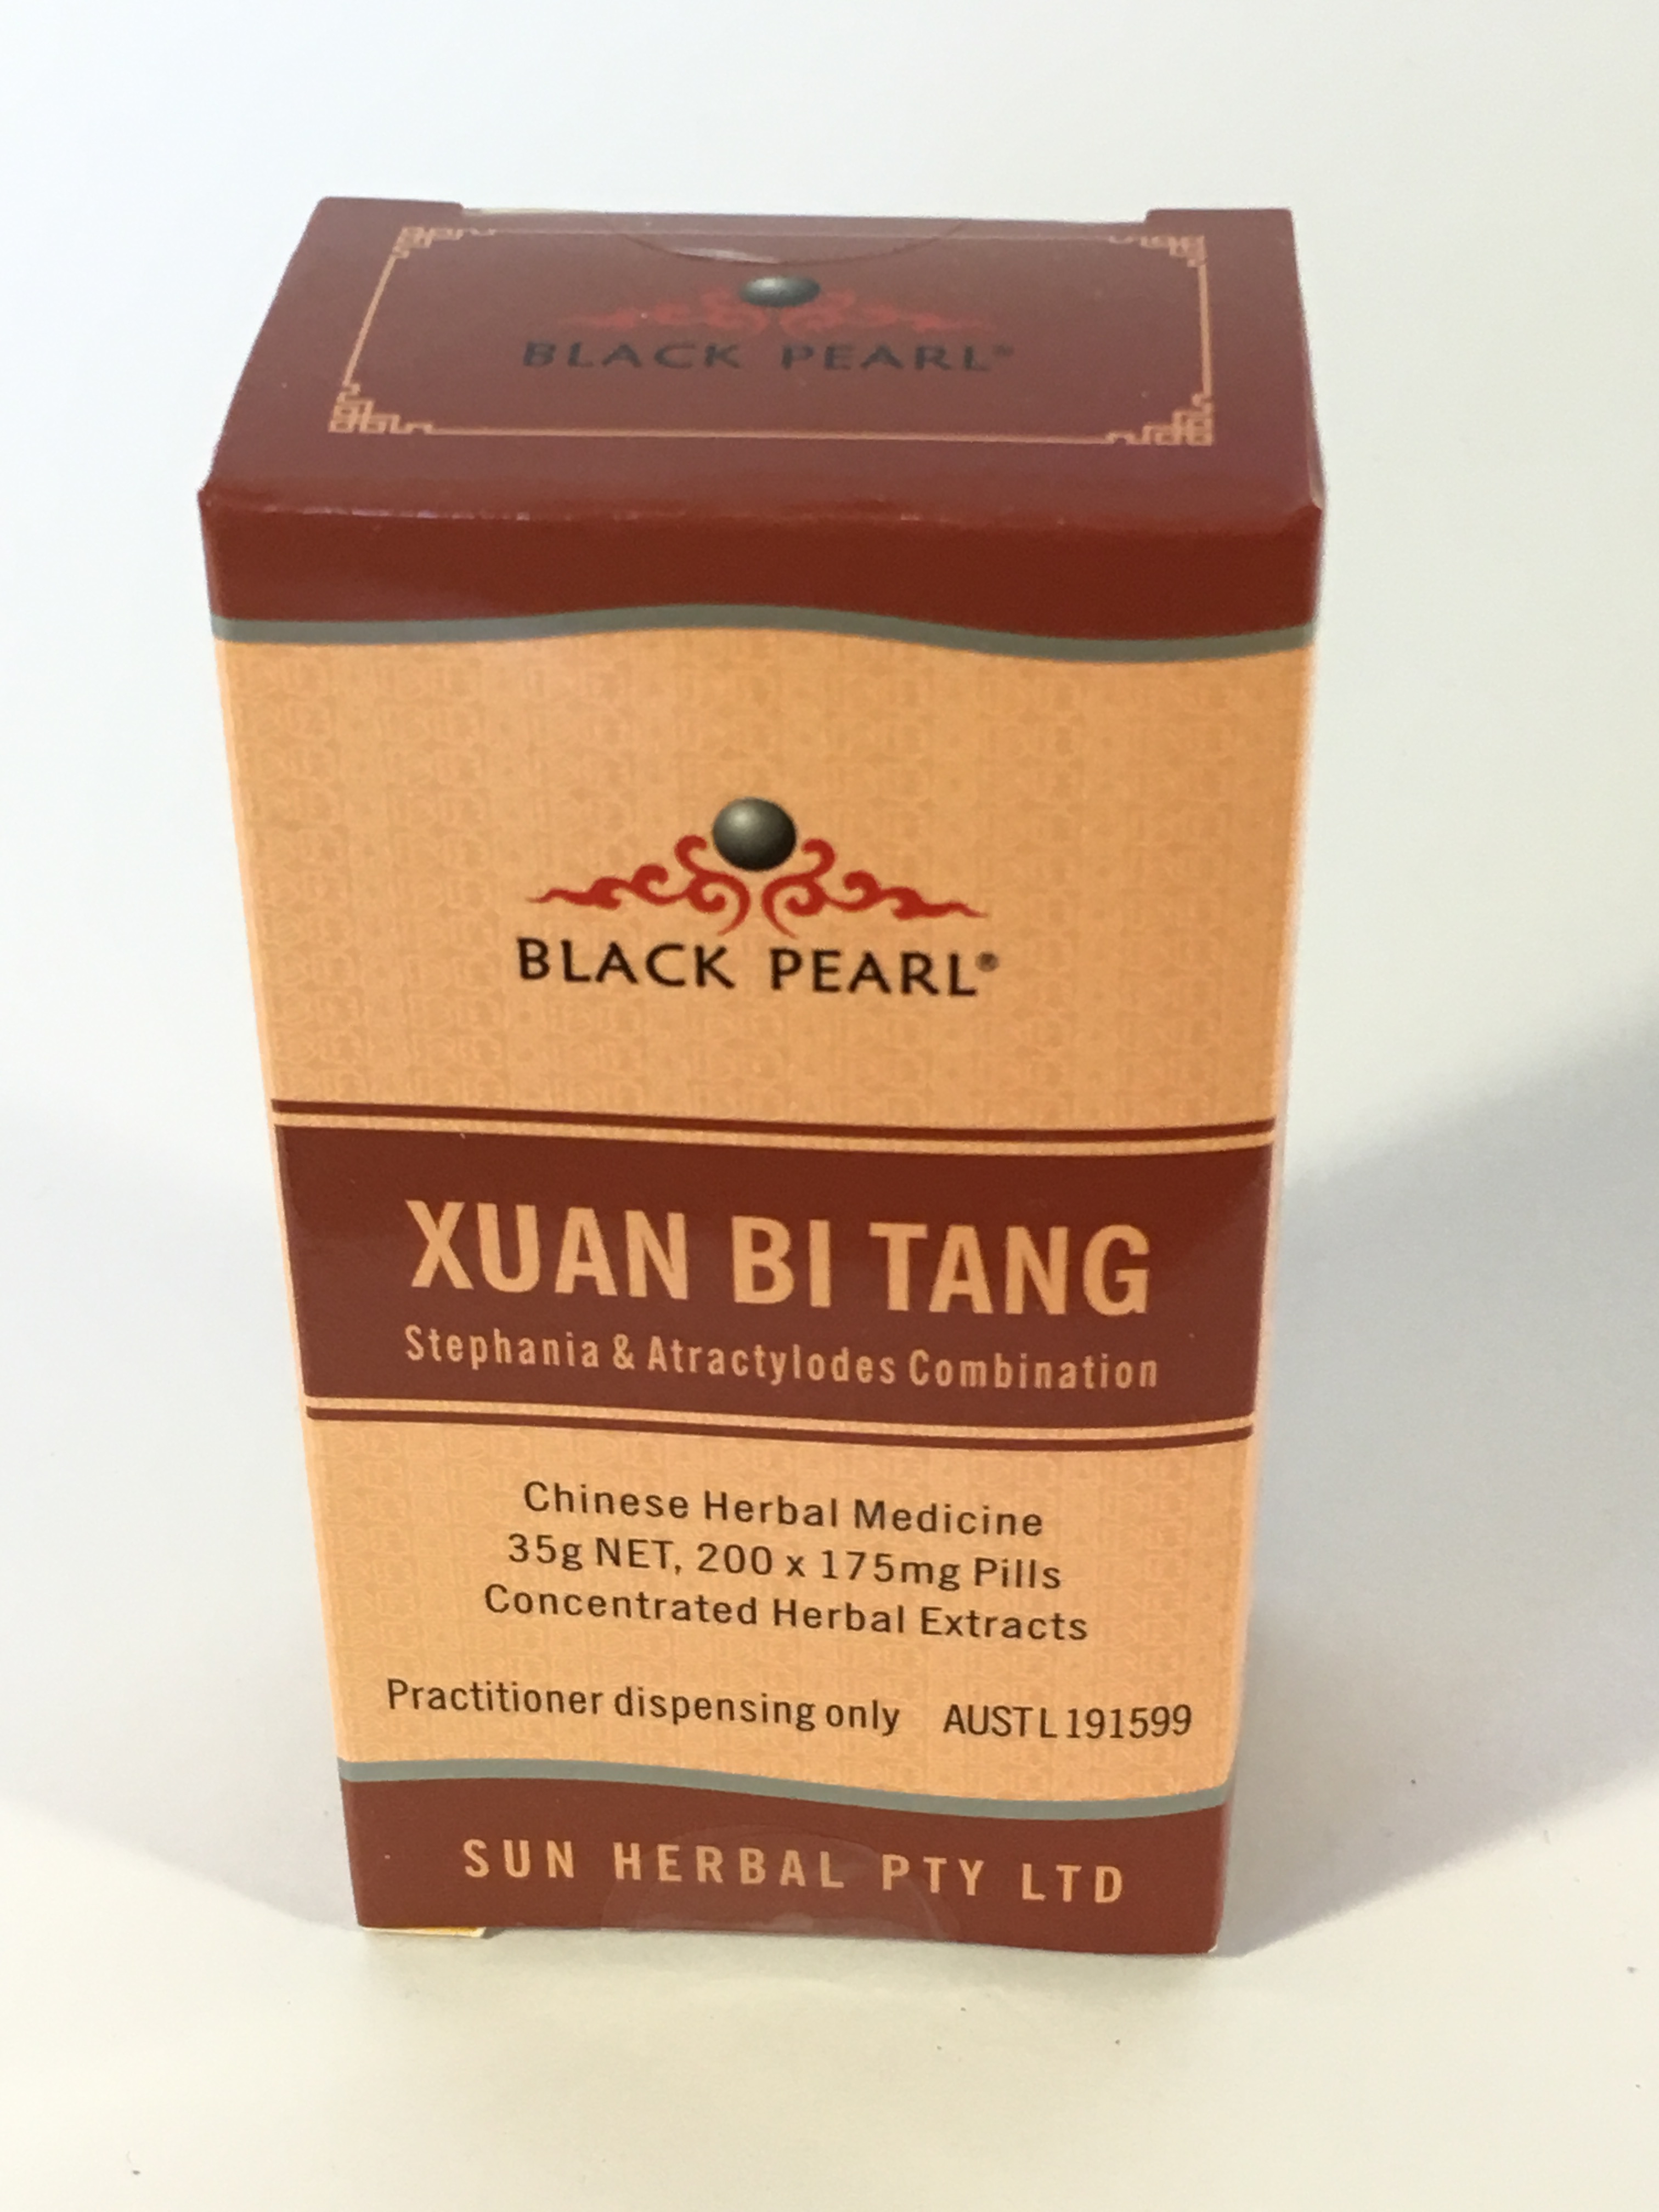 BLACK PEARL®
BLACK PEARL®
XUAN BI TANG
Stephania & Atractylodes Combination
Chinese Herbal Medicine
35g NET, 200 x 175mg Pills
Concentrated Herbal Extracts
Practitioner dispensing only AUST L 191599
SUN HERBAL PTY LTD